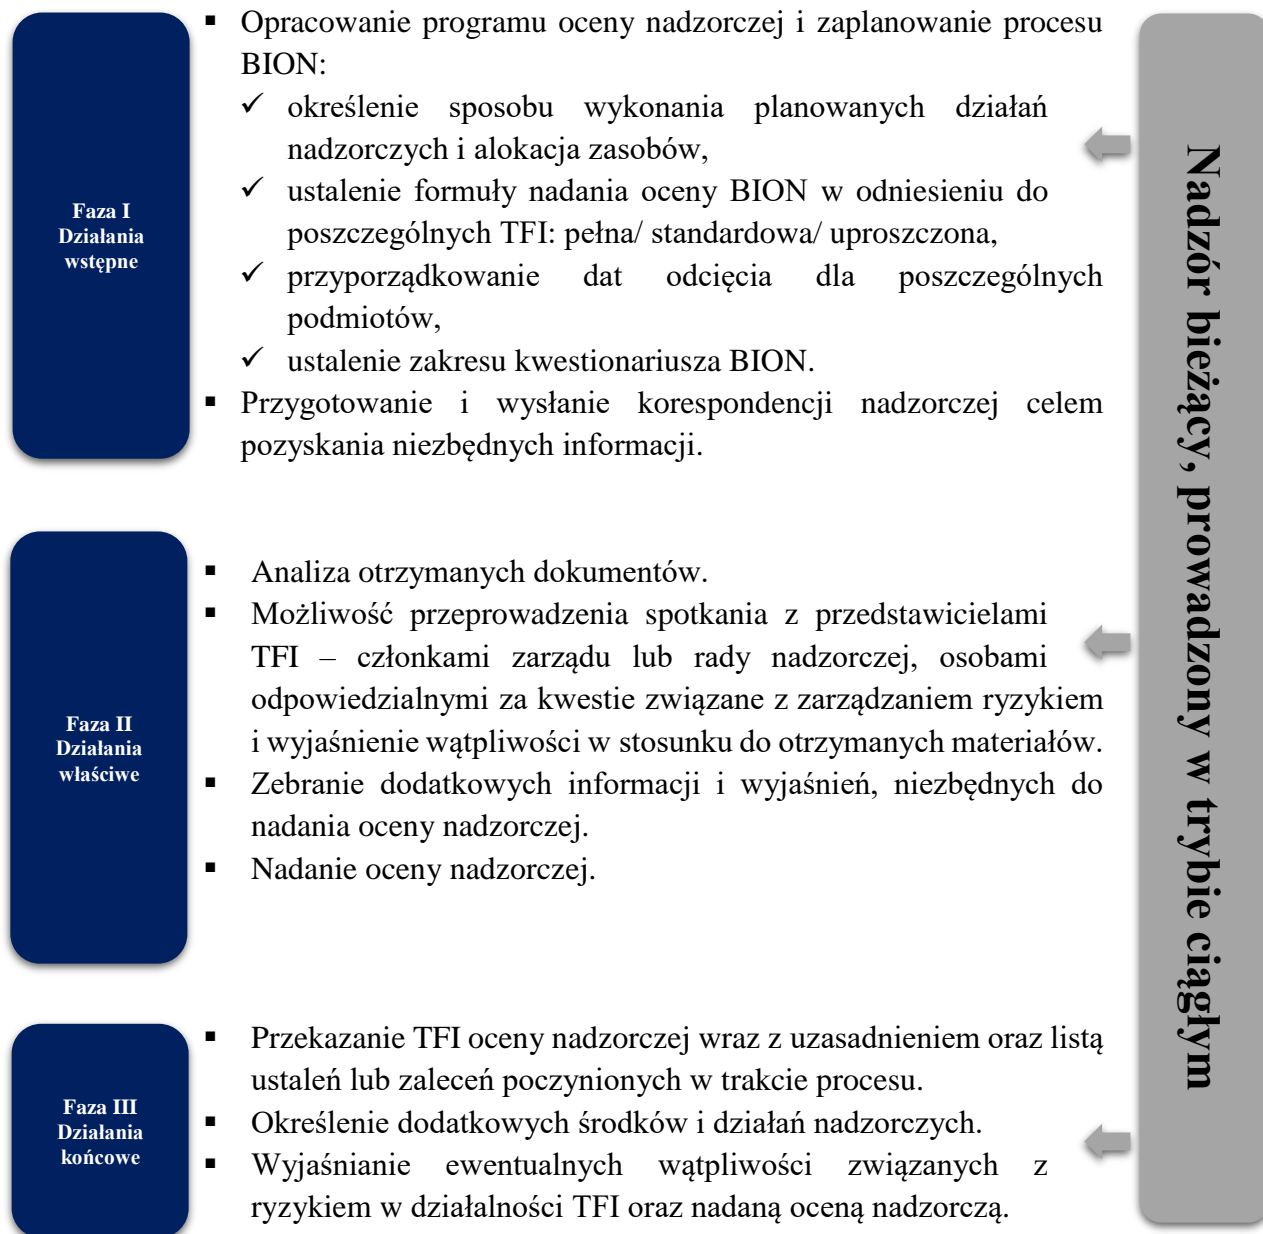 Faza I
Działania
wstępne
▪ Opracowanie programu oceny nadzorczej i zaplanowanie procesu
BION:
✓ określenie sposobu wykonania planowanych działań
nadzorczych i alokacja zasobów,
✓ ustalenie formuły nadania oceny BION w odniesieniu do
poszczególnych TFI: pełna/ standardowa/ uproszczona,
✓ przyporządkowanie dat odcięcia dla poszczególnych
podmiotów,
✓ ustalenie zakresu kwestionariusza BION.
▪ Przygotowanie i wysłanie korespondencji nadzorczej celem
pozyskania niezbędnych informacji.
Faza II
Działania
właściwe
▪ Analiza otrzymanych dokumentów.
▪ Możliwość przeprowadzenia spotkania z przedstawicielami
TFI – członkami zarządu lub rady nadzorczej, osobami
odpowiedzialnymi za kwestie związane z zarządzaniem ryzykiem
i wyjaśnienie wątpliwości w stosunku do otrzymanych materiałów.
▪ Zebranie dodatkowych informacji i wyjaśnień, niezbędnych do
nadania oceny nadzorczej.
▪ Nadanie oceny nadzorczej.
Faza III
Działania
końcowe
▪ Przekazanie TFI oceny nadzorczej wraz z uzasadnieniem oraz listą
ustaleń lub zaleceń poczynionych w trakcie procesu.
▪ Określenie dodatkowych środków i działań nadzorczych.
▪ Wyjaśnianie ewentualnych wątpliwości związanych z
ryzykiem w działalności TFI oraz nadaną oceną nadzorczą.
Nadzór bieżący, prowadzony w trybie ciągłym